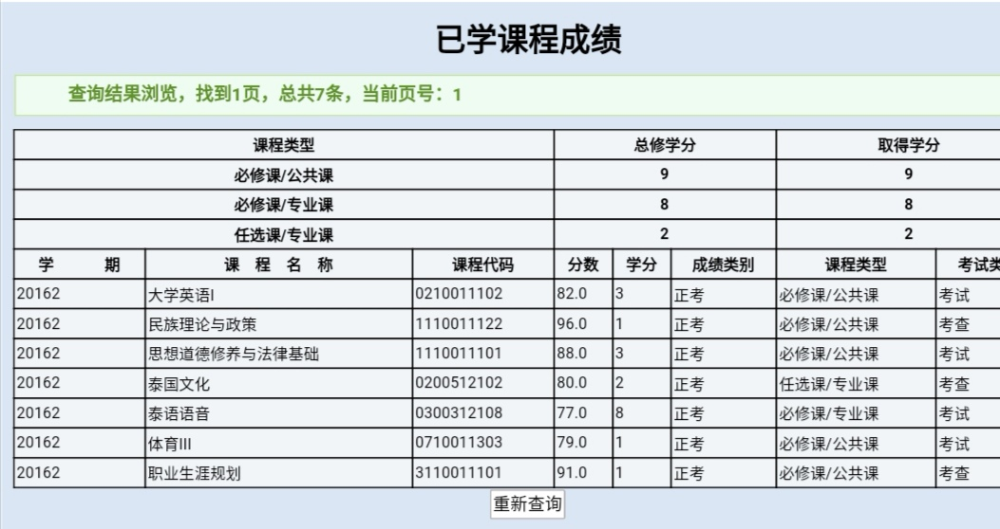 已学课程成绩
查询结果浏览，找到1页，总共7条，当前页号：1
课程类型 总修学分 取得学分
必修课/公共课 9 9
必修课/专业课 8 8
任选课/专业课 2 2
学 期 课 程 名 称 课程代码 分数 学分 成绩类别 课程类型 考试类
20162 大学英语I 0210011102 82.0 3 正考 必修课/公共课 考试
20162 民族理论与政策 1110011122 96.0 1 正考 必修课/公共课 考查
20162 思想道德修养与法律基础 1110011101 88.0 3 正考 必修课/公共课 考试
20162 泰国文化 0200512102 80.0 2 正考 任选课/专业课 考查
20162 泰语语音 0300312108 77.0 8 正考 必修课/专业课 考试
20162 体育III 0710011303 79.0 1 正考 必修课/公共课 考试
20162 职业生涯规划 3110011101 91.0 1 正考 必修课/公共课 考查
重新查询